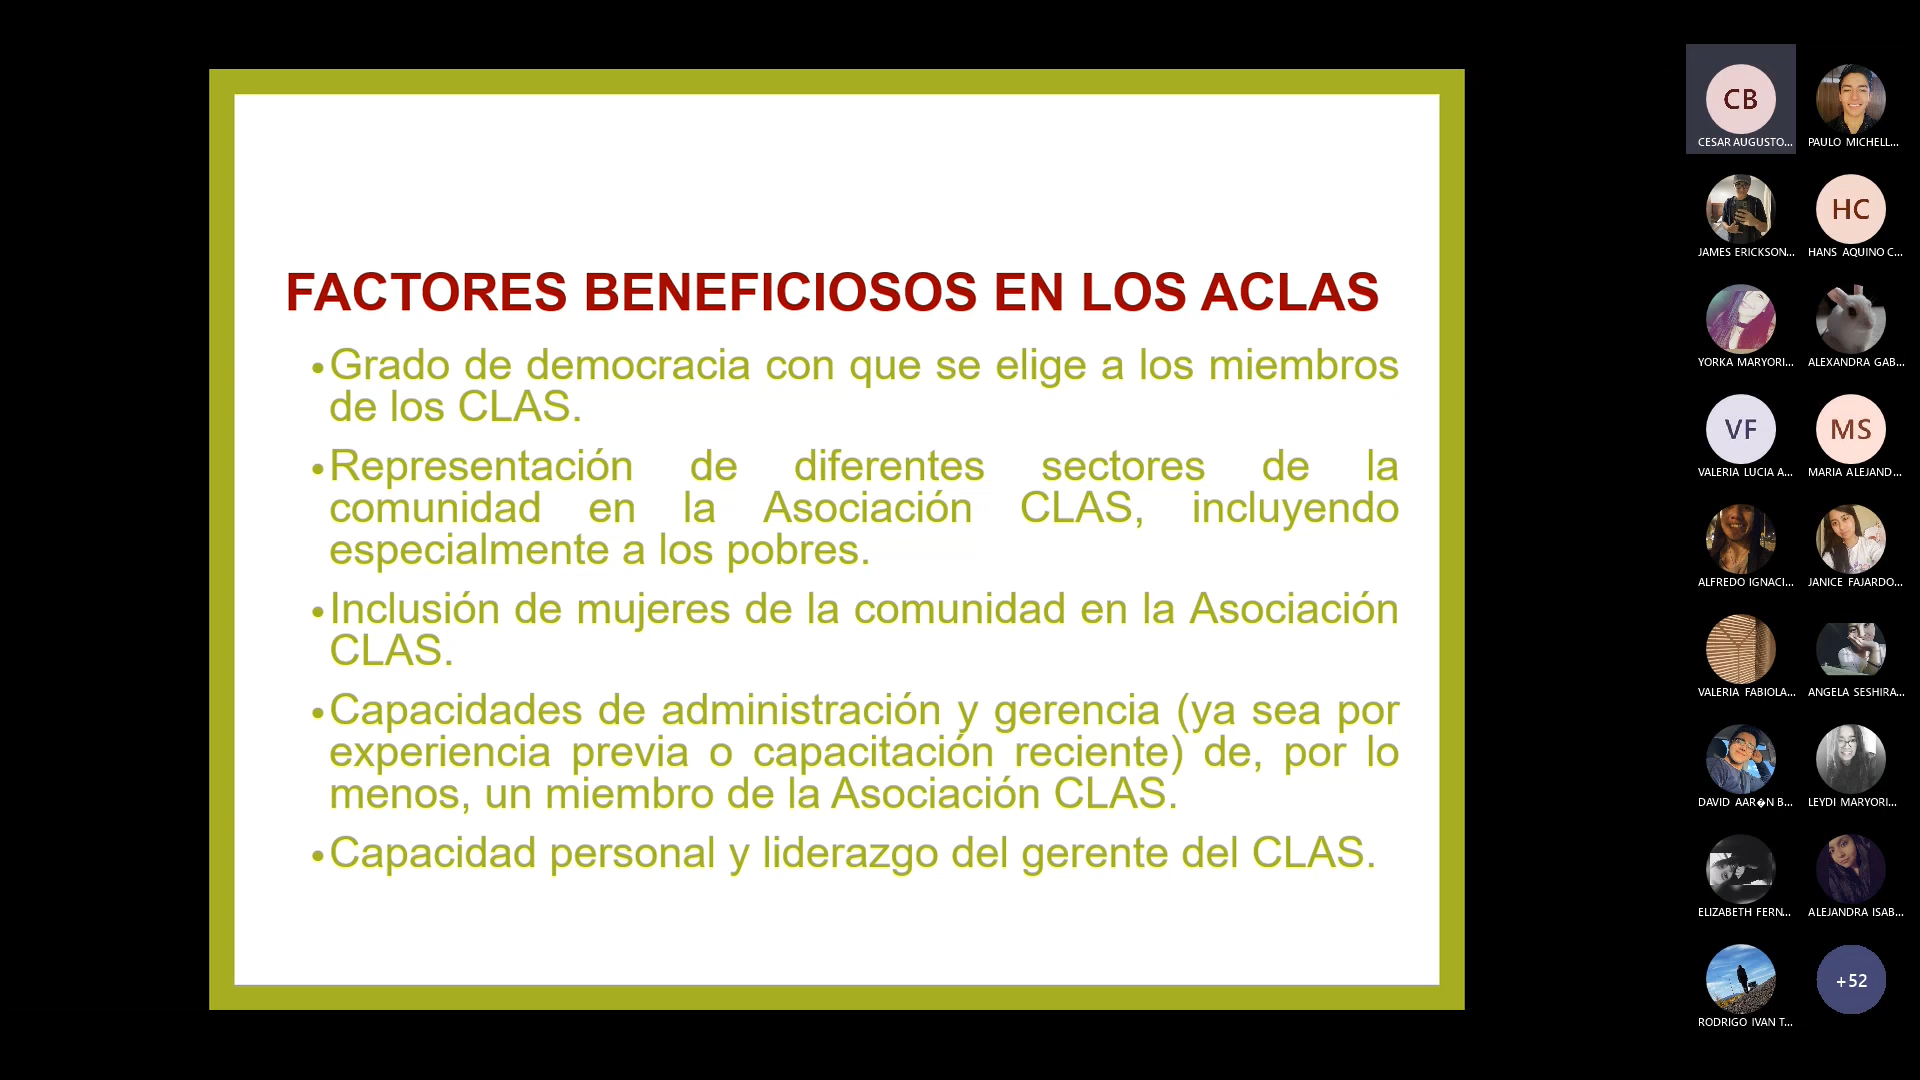 FACTORES BENEFICIOSOS EN LOS ACLAS
•Grado de democracia con que se elige a los miembros
de los CLAS.
•Representación de diferentes sectores de la
comunidad en la Asociación CLAS, incluyendo
especialmente a los pobres.
•Inclusión de mujeres de la comunidad en la Asociación
CLAS.
•Capacidades de administración y gerencia (ya sea por
experiencia previa o capacitación reciente) de, por lo
menos, un miembro de la Asociación CLAS.
•Capacidad personal y liderazgo del gerente del CLAS.
CB
CESAR AUGUSTO...
PAULO MICHELL...
JAMES ERICKSON...
HC
HANS AQUINO C...
YORKA MARYORI...
ALEXANDRA GAB...
VF
VALERIA LUCIA A...
MS
MARIA ALEJAND...
ALFREDO IGNACI...
JANICE FAJARDO...
VALERIA FABIOLA...
ANGELA SESHIRA...
DAVID AAR�N B...
LEYDI MARYORI...
ELIZABETH FERN...
ALEJANDRA ISAB...
RODRIGO IVAN T...
+52